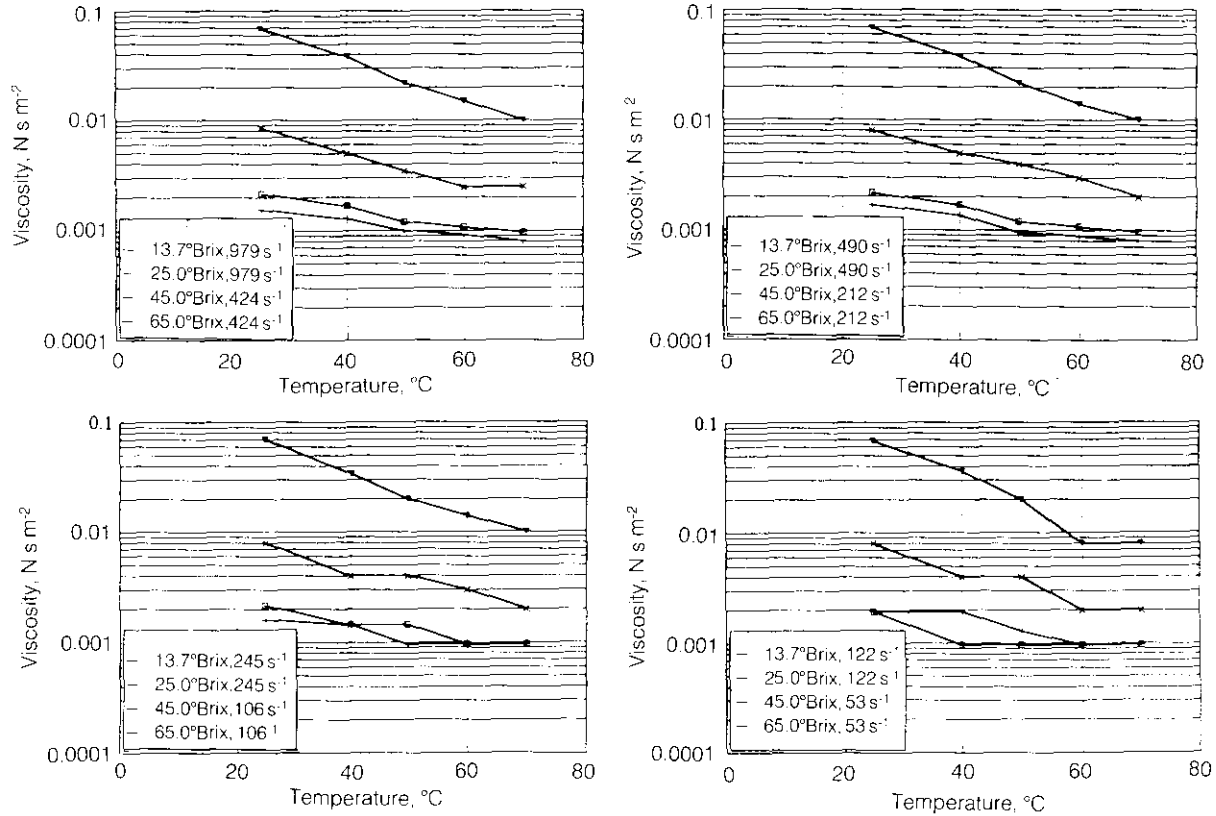 0.1
0.01
0.001
0.0001
Viscosity, N s m-2
13.7°Brix,979 s-1
25.0°Brix,979 s-1
45.0°Brix,424 s-1
65.0°Brix,424 s-1
0 20 40 60 80
Temperature, °C
0.1
0.01
0.001
0.0001
Viscosity, N s m 2
13.7°Brix,490 s-1
25.0°Brix,490 s-1
45.0°Brix,212 s-1
65.0°Brix,212 s-1
0 20 40 60 80
Temperature, °C
0.1
0.01
0.001
0.0001
Viscosity, N s m-2
13.7°Brix,245 s-1
25.0°Brix,245 s-1
45.0°Brix,106 s-1
65.0°Brix, 106 1
0 20 40 60 80
Temperature, °C
0.1
0.01
0.001
0.0001
Viscosity, N s m-2
13.7°Brix, 122 s-1
25.0°Brix, 122 s-1
45.0°Brix, 53 s-1
65.0°Brix, 53 s-1
0 20 40 60 80
Temperature, °C